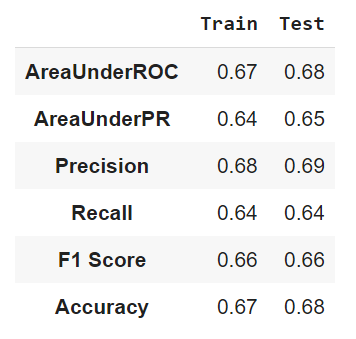 Train Test
AreaUnderROC 0.67 0.68
AreaUnderPR 0.64 0.65
Precision 0.68 0.69
Recall 0.64 0.64
F1 Score 0.66 0.66
Accuracy 0.67 0.68